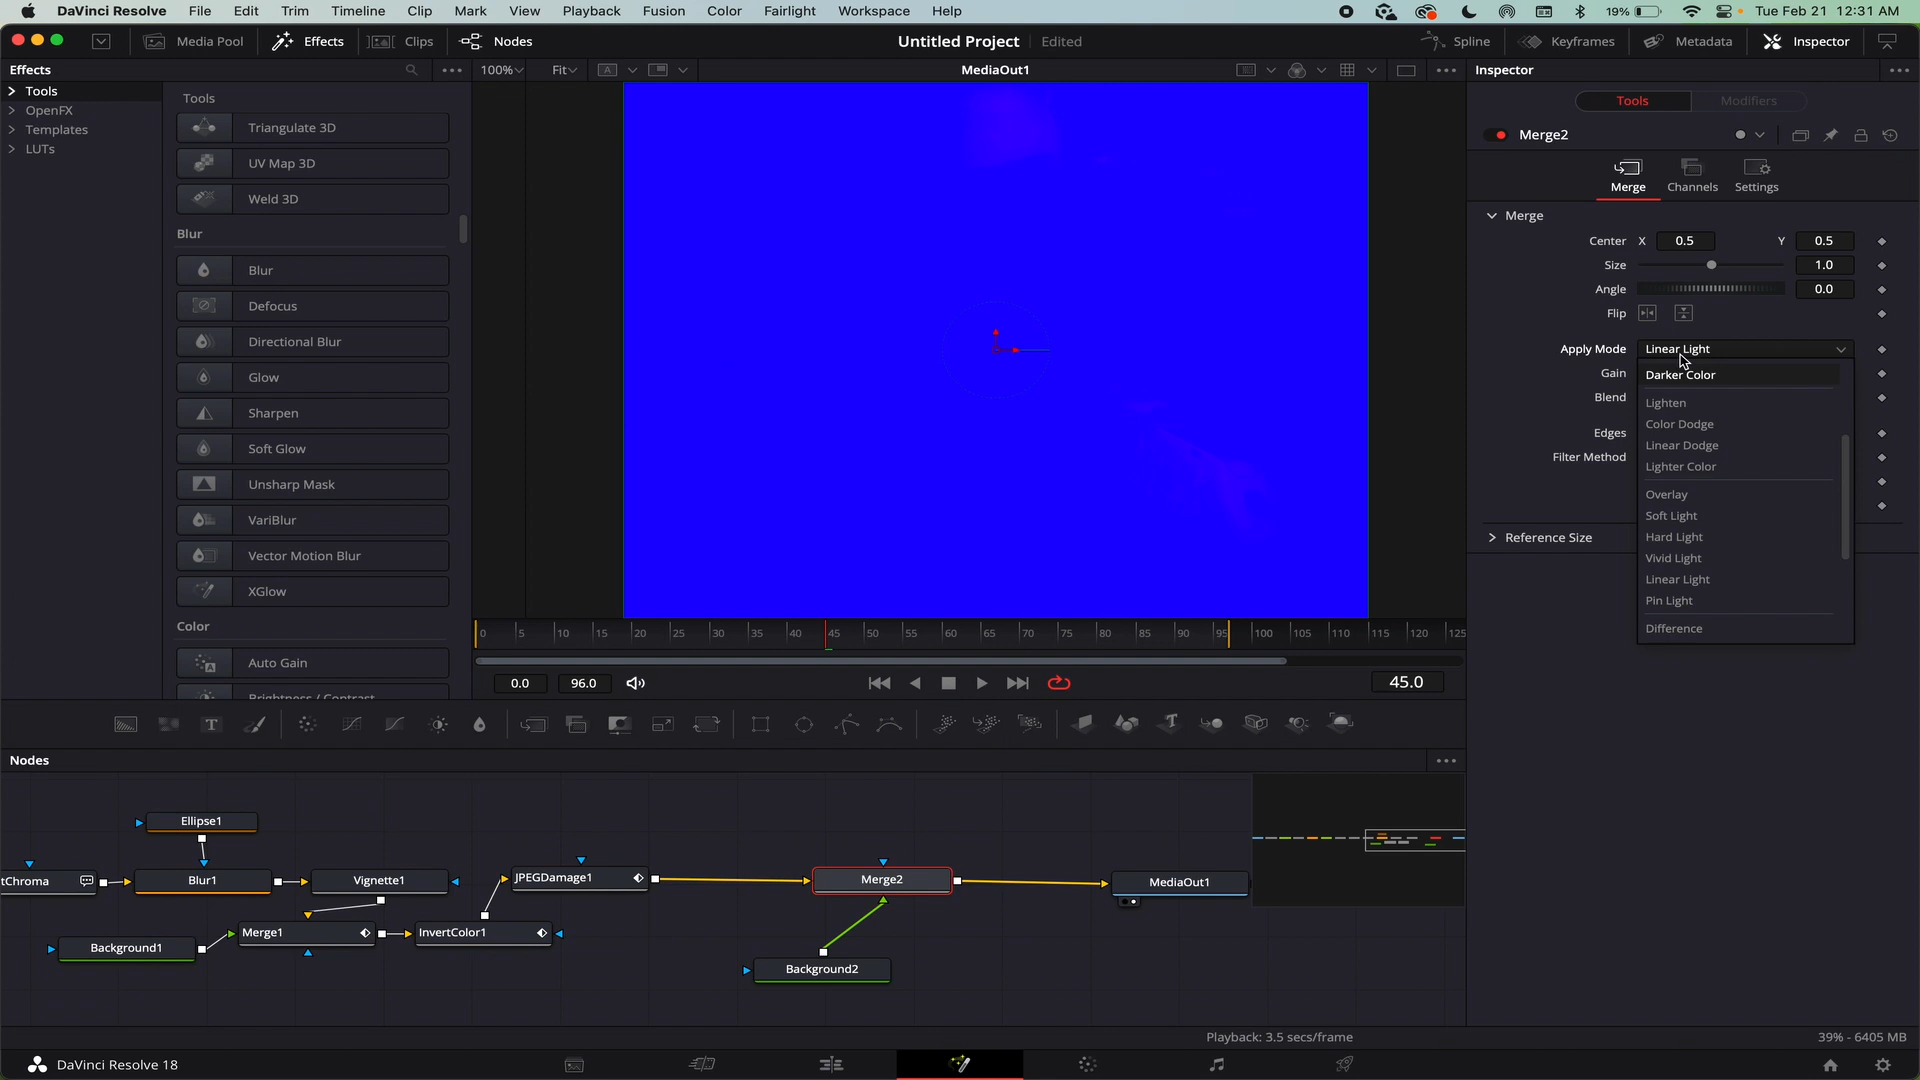 DaVinci Resolve File Edit Trim Timeline Clip Mark View Playback Fusion Color Fairlight Workspace Help 19% Tue Feb 21 12:31 AM
Media Pool Effects Clips Nodes Untitled Project Edited Spline Keyframes Metadata Inspector
Effects 100% Fit A MediaOut1 Inspector
Tools
OpenFX
Templates
LUTs
Tools
Triangulate 3D
UV Map 3D
Weld 3D
Blur
Blur
Defocus
Directional Blur
Glow
Sharpen
Soft Glow
Unsharp Mask
VariBlur
Vector Motion Blur
XGlow
Color
Auto Gain
Brightness / Contrast
Tools Modifiers
Merge2
Merge Channels Settings
Merge
Center X 0.5 Y 0.5
Size 1.0
Angle 0.0
Flip
Apply Mode Linear Light
Gain
Blend
Edges
Filter Method
Reference Size
Darker Color
Lighten
Color Dodge
Linear Dodge
Lighter Color
Overlay
Soft Light
Hard Light
Vivid Light
Linear Light
Pin Light
Difference
0 5 10 15 20 25 30 35 40 45 50 55 60 65 70 75 80 85 90 95 100 105 110 115 120 125
0.0 96.0 45.0
T T
Nodes
Ellipse1
tChroma Blur1 Vignette1 JPEGDamage1 Merge2 MediaOut1
Background1 Merge1 InvertColor1
Background2
Playback: 3.5 secs/frame 39% - 6405 MB
DaVinci Resolve 18